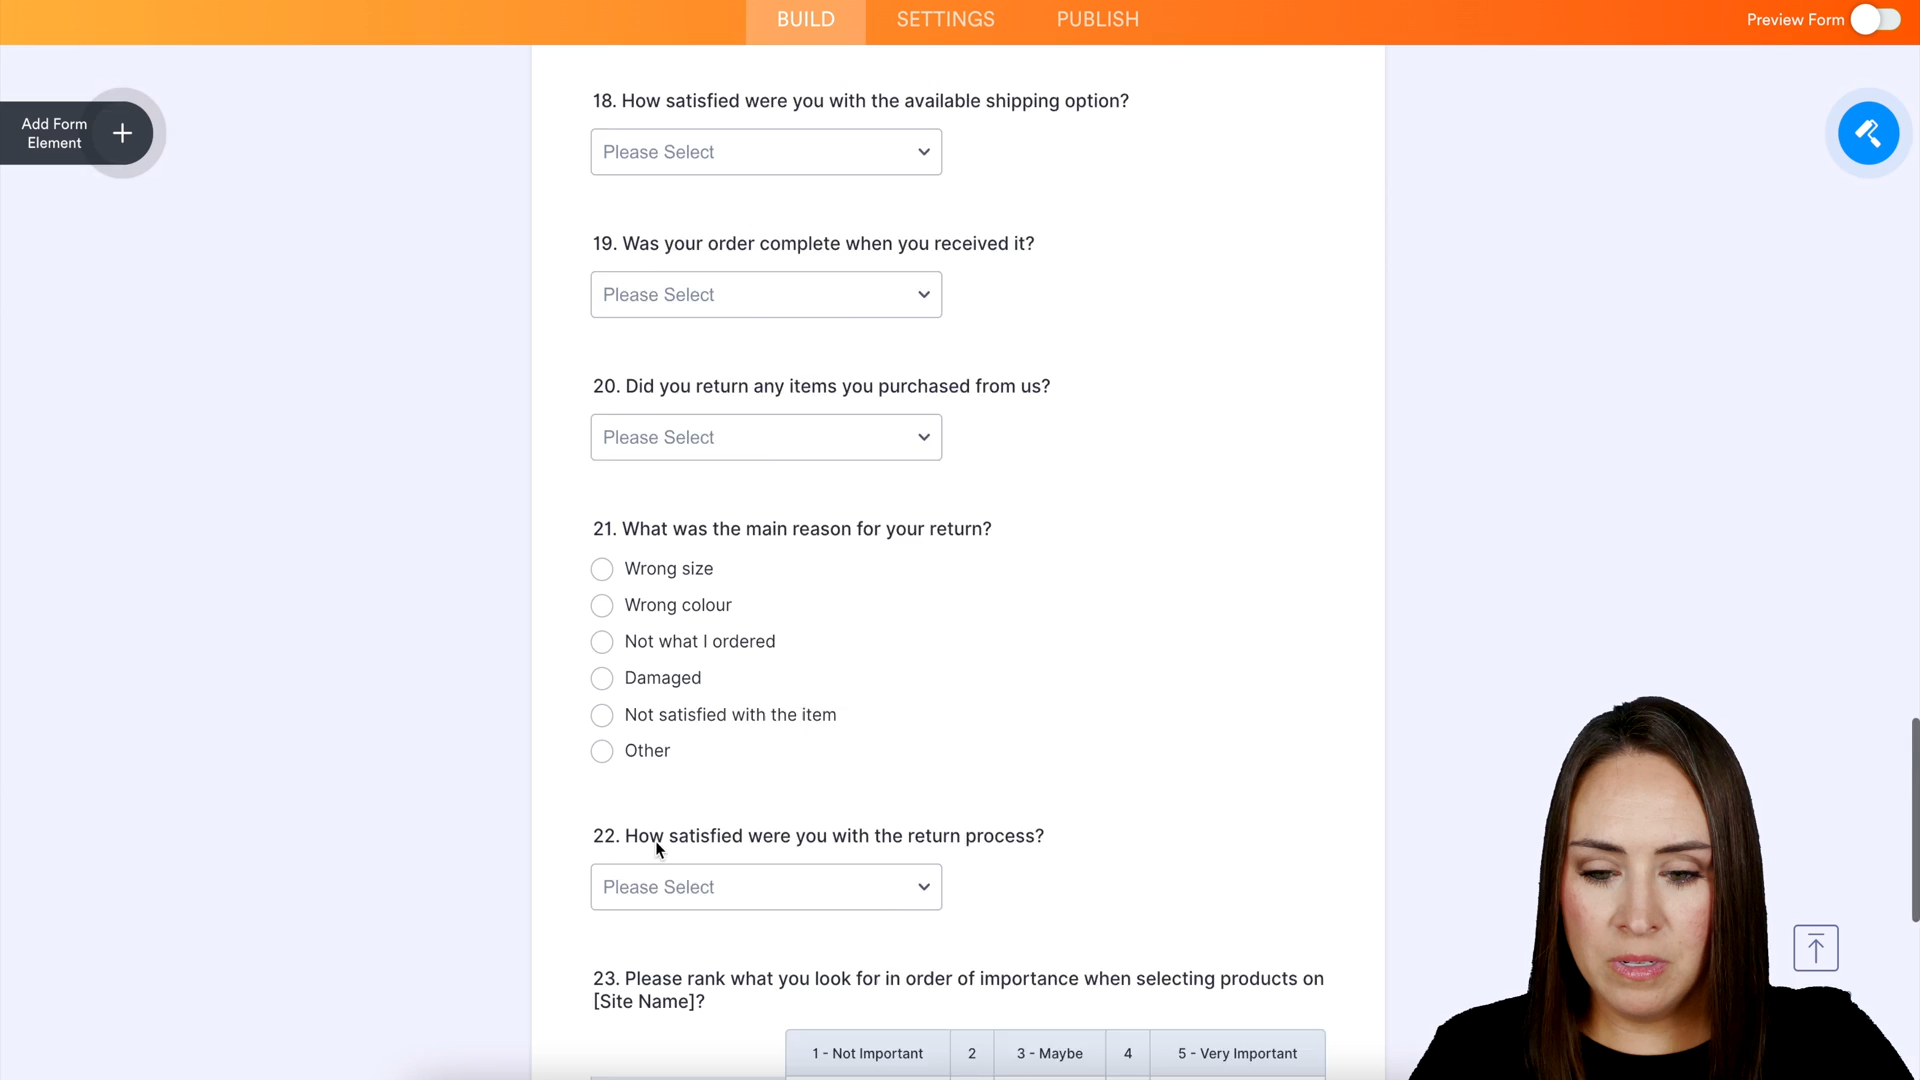 BUILD SETTINGS PUBLISH Preview Form
Add Form
Element
18. How satisfied were you with the available shipping option?
Please Select
19. Was your order complete when you received it?
Please Select
20. Did you return any items you purchased from us?
Please Select
21. What was the main reason for your return?
Wrong size
Wrong colour
Not what I ordered
Damaged
Not satisfied with the item
Other
22. How satisfied were you with the return process?
Please Select
23. Please rank what you look for in order of importance when selecting products on
[Site Name]?
1 - Not Important 2 3 - Maybe 4 5 - Very Important